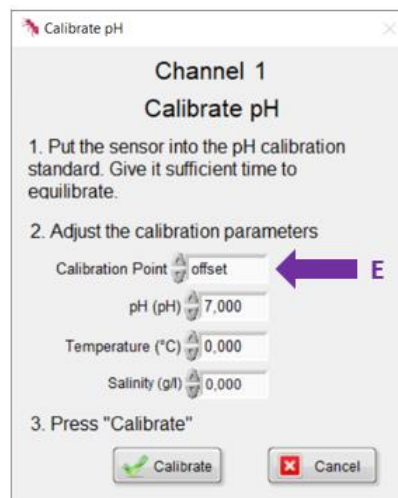 Calibrate pH
Channel 1
Calibrate pH
1. Put the sensor into the pH calibration
standard. Give it sufficient time to
equilibrate.
2. Adjust the calibration parameters
Calibration Point offset E
pH (pH) 7,000
Temperature (°C) 0,000
Salinity (g/l) 0,000
3. Press "Calibrate"
Calibrate Cancel